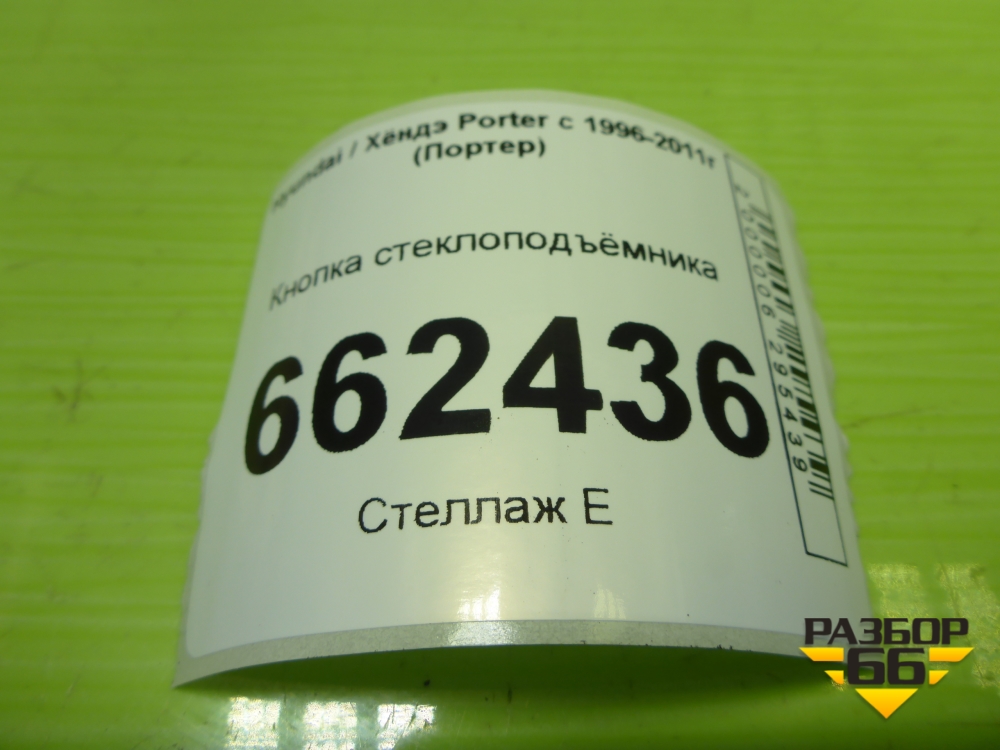 Hyundai / Хёндэ Porter с 1996-2011г
(Портер)
Кнопка стеклоподъёмника
662436
Стеллаж Е
2000006295439
РАЗБОР
66